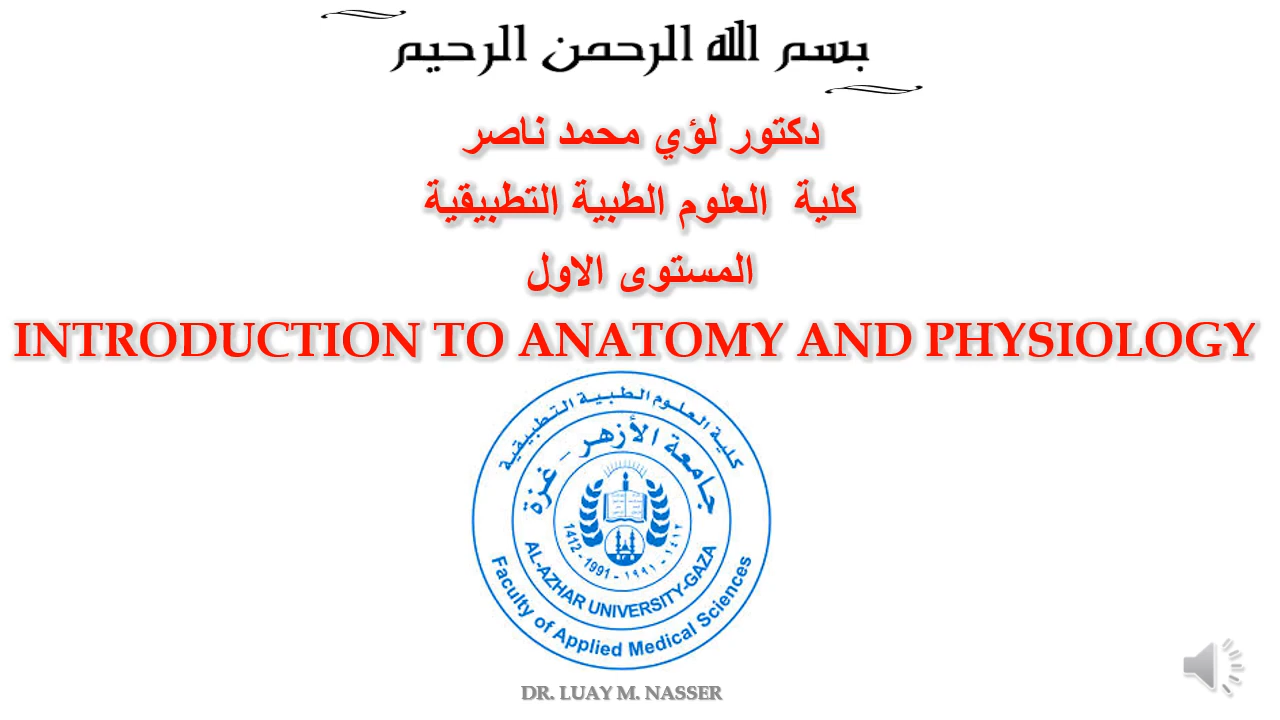 بسم الله الرحمن الرحيم
دكتور لؤي محمد ناصر
كلية العلوم الطبية التطبيقية
المستوى الاول
INTRODUCTION TO ANATOMY AND PHYSIOLOGY
كلية العلوم الطبية التطبيقية
جامعة الأزهر - غزة
1412 - 1991 - ١٩٩١ - ١٤١٢
AL-AZHAR UNIVERSITY-GAZA
Faculty of Applied Medical Sciences
DR. LUAY M. NASSER